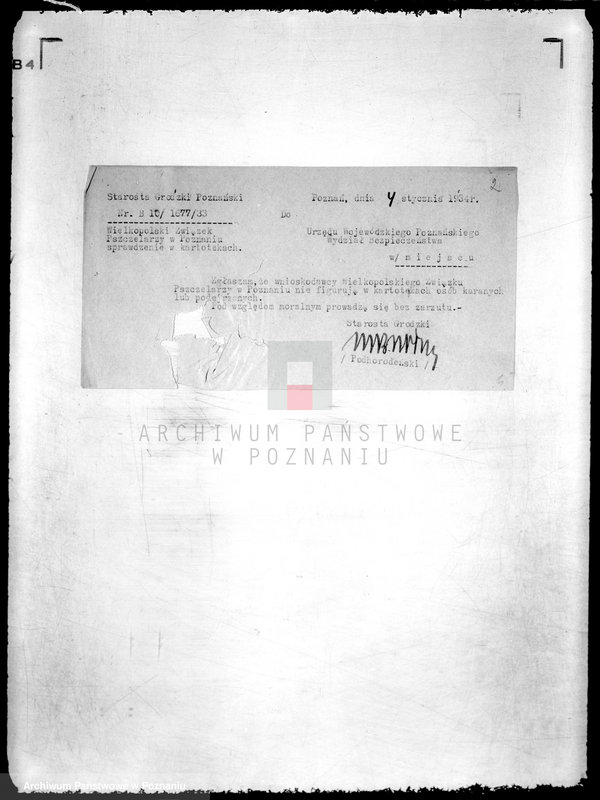 B4
2
Starosta Grodzki Poznański
Poznań, dnia 4 stycznia 1934r.
Nr. B 10/ 1677/33
Do
Wielkopolski Związek
Pszczelarzy w Poznaniu
sprawdzenie w kartotekach.
Urzędu Wojewódzkiego Poznańskiego
Wydział Bezpieczeństwa
w/ m i e j s c u
Zgłaszam, że wnioskodawcy Wielkopolskiego Związku
Pszczelarzy w Poznaniu nie figurują w kartotekach osób karanych
lub podejrzanych.
Pod względem moralnym prowadzą się bez zarzutu.-
Starosta Grodzki
/ Podhorodeński /
ARCHIWUM PAŃSTWOWE
W POZNANIU
Archiwum Państwowe w Poznaniu